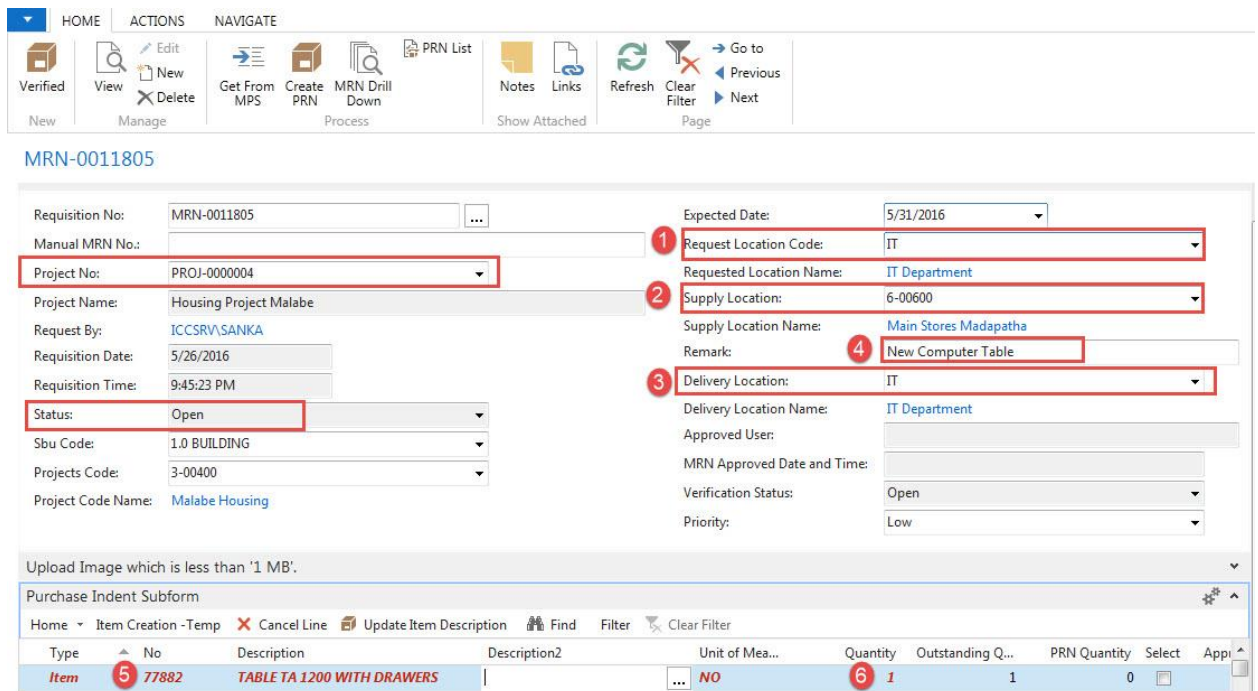 HOME ACTIONS NAVIGATE
Verified
View
Edit
New
Delete
Get From MPS
Create PRN
MRN Drill Down
PRN List
Notes
Links
Refresh
Clear Filter
Go to
Previous
Next
New Manage Process Show Attached Page
MRN-0011805
Requisition No: MRN-0011805 ...
Manual MRN No.:
Project No: PROJ-0000004
Project Name: Housing Project Malabe
Request By: ICCSRV\SANKA
Requisition Date: 5/26/2016
Requisition Time: 9:45:23 PM
Status: Open
Sbu Code: 1.0 BUILDING
Projects Code: 3-00400
Project Code Name: Malabe Housing
Expected Date: 5/31/2016
1 Request Location Code: IT
Requested Location Name: IT Department
2 Supply Location: 6-00600
Supply Location Name: Main Stores Madapatha
Remark: 4 New Computer Table
3 Delivery Location: IT
Delivery Location Name: IT Department
Approved User:
MRN Approved Date and Time:
Verification Status: Open
Priority: Low
Upload Image which is less than '1 MB'.
Purchase Indent Subform
Home Item Creation -Temp Cancel Line Update Item Description Find Filter Clear Filter
Type No Description Description2 Unit of Mea... Quantity Outstanding Q... PRN Quantity Select Appr
Item 5 77882 TABLE TA 1200 WITH DRAWERS ... NO 6 1 1 0